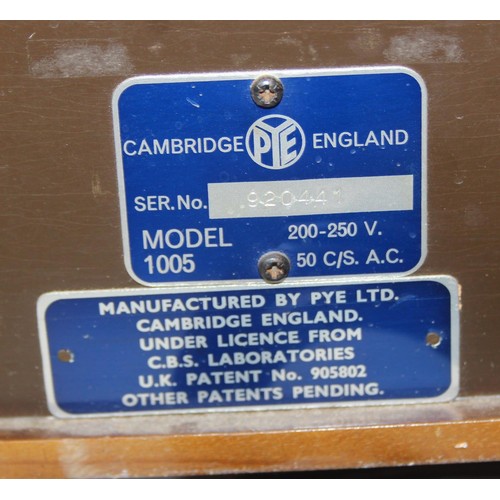 CAMBRIDGE PYE ENGLAND
SER. No. 920441
MODEL 200-250 V.
1005 50 C/S. A.C.
MANUFACTURED BY PYE LTD.
CAMBRIDGE ENGLAND.
UNDER LICENCE FROM
C.B.S. LABORATORIES
U.K. PATENT No. 905802
OTHER PATENTS PENDING.